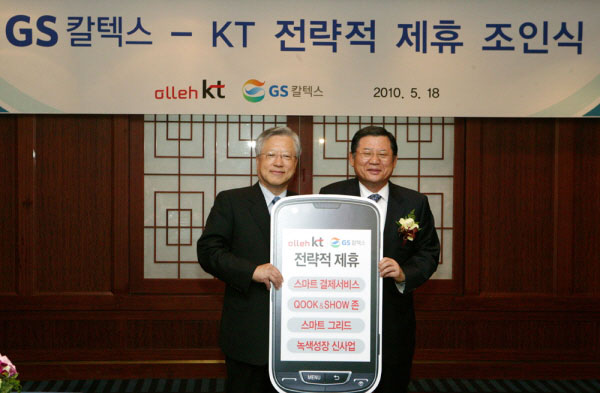 GS 칼텍스 – KT 전략적 제휴 조인식
olleh kt GS 칼텍스 2010. 5. 18
olleh kt GS 칼텍스
전략적 제휴
스마트 결제서비스
QOOK&SHOW 존
스마트 그리드
녹색성장 신사업
MENU